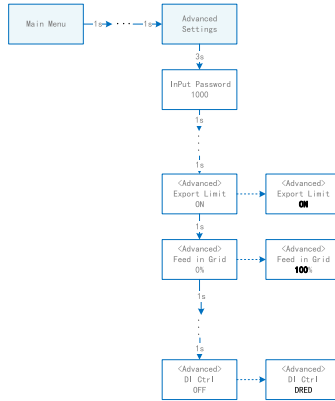 Main Menu
1s
1s
Advanced
Settings
3s
InPut Password
1000
1s
1s
<Advanced>
Export Limit
ON
<Advanced>
Export Limit
ON
1s
<Advanced>
Feed in Grid
0%
<Advanced>
Feed in Grid
100%
1s
1s
<Advanced>
DI Ctrl
OFF
<Advanced>
DI Ctrl
DRED